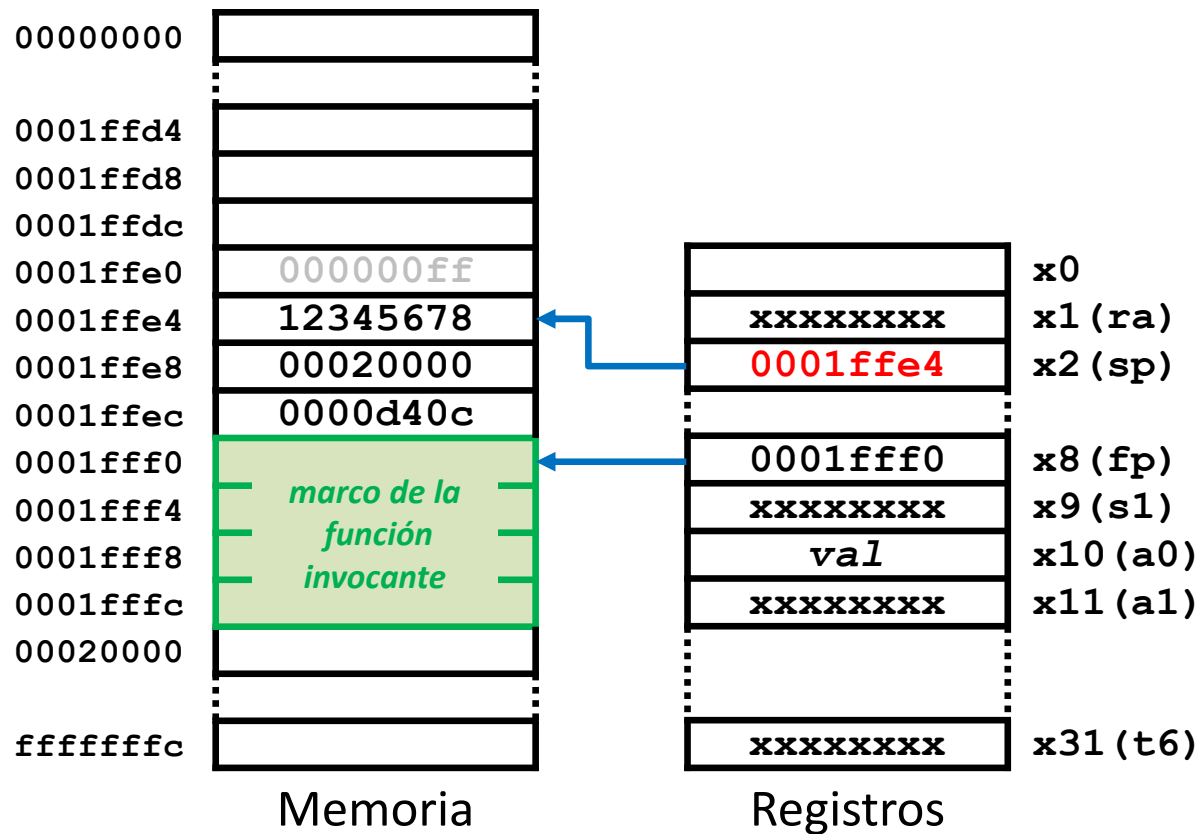 00000000
0001ffd4
0001ffd8
0001ffdc
0001ffe0 000000ff x0
0001ffe4 12345678 xxxxxxxx x1(ra)
0001ffe8 00020000 0001ffe4 x2(sp)
0001ffec 0000d40c
0001fff0 0001fff0 x8(fp)
0001fff4 marco de la xxxxxxxx x9(s1)
función
0001fff8 val x10(a0)
invocante
0001fffc xxxxxxxx x11(a1)
00020000
fffffffc xxxxxxxx x31(t6)
Memoria Registros